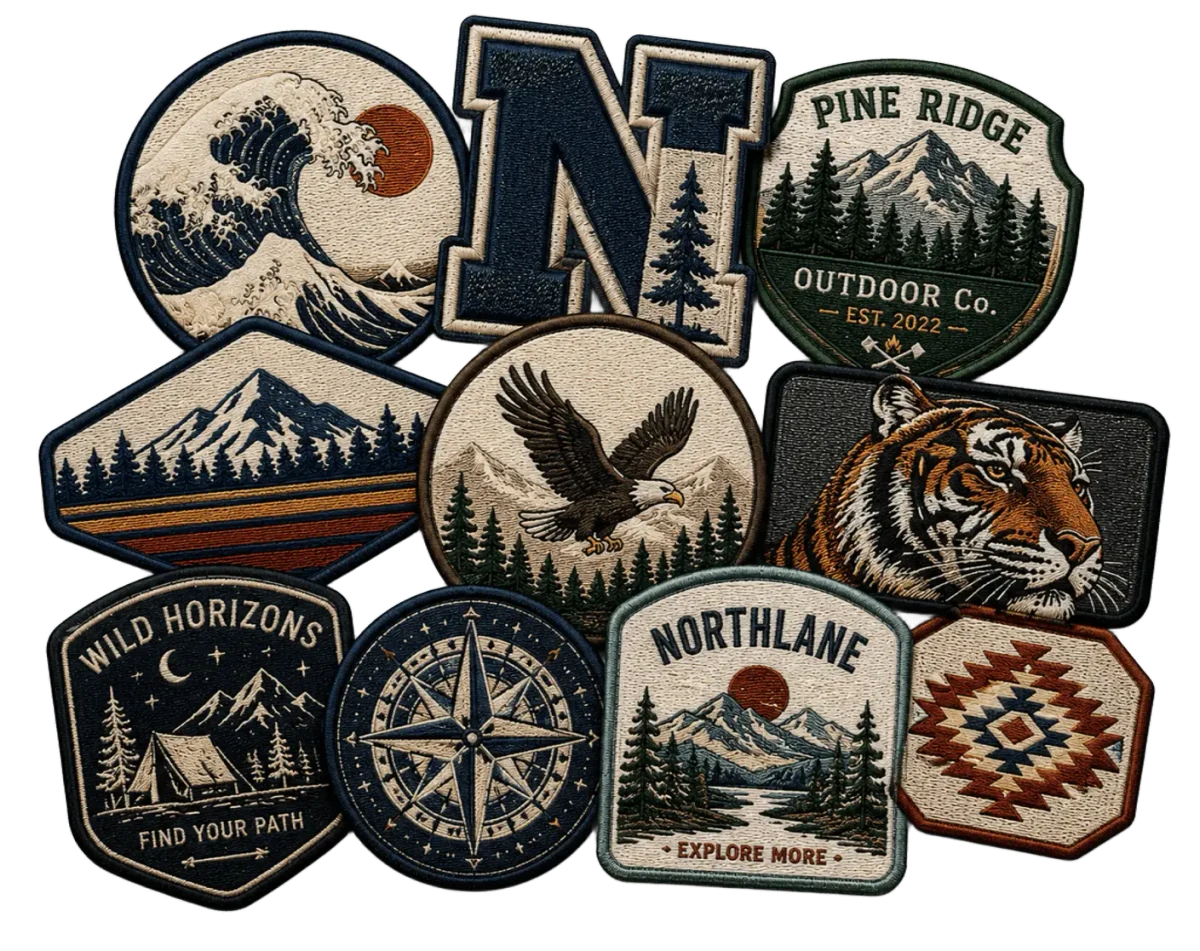 N
PINE RIDGE
OUTDOOR Co.
EST. 2022
WILD HORIZONS
FIND YOUR PATH
NORTHLANE
EXPLORE MORE